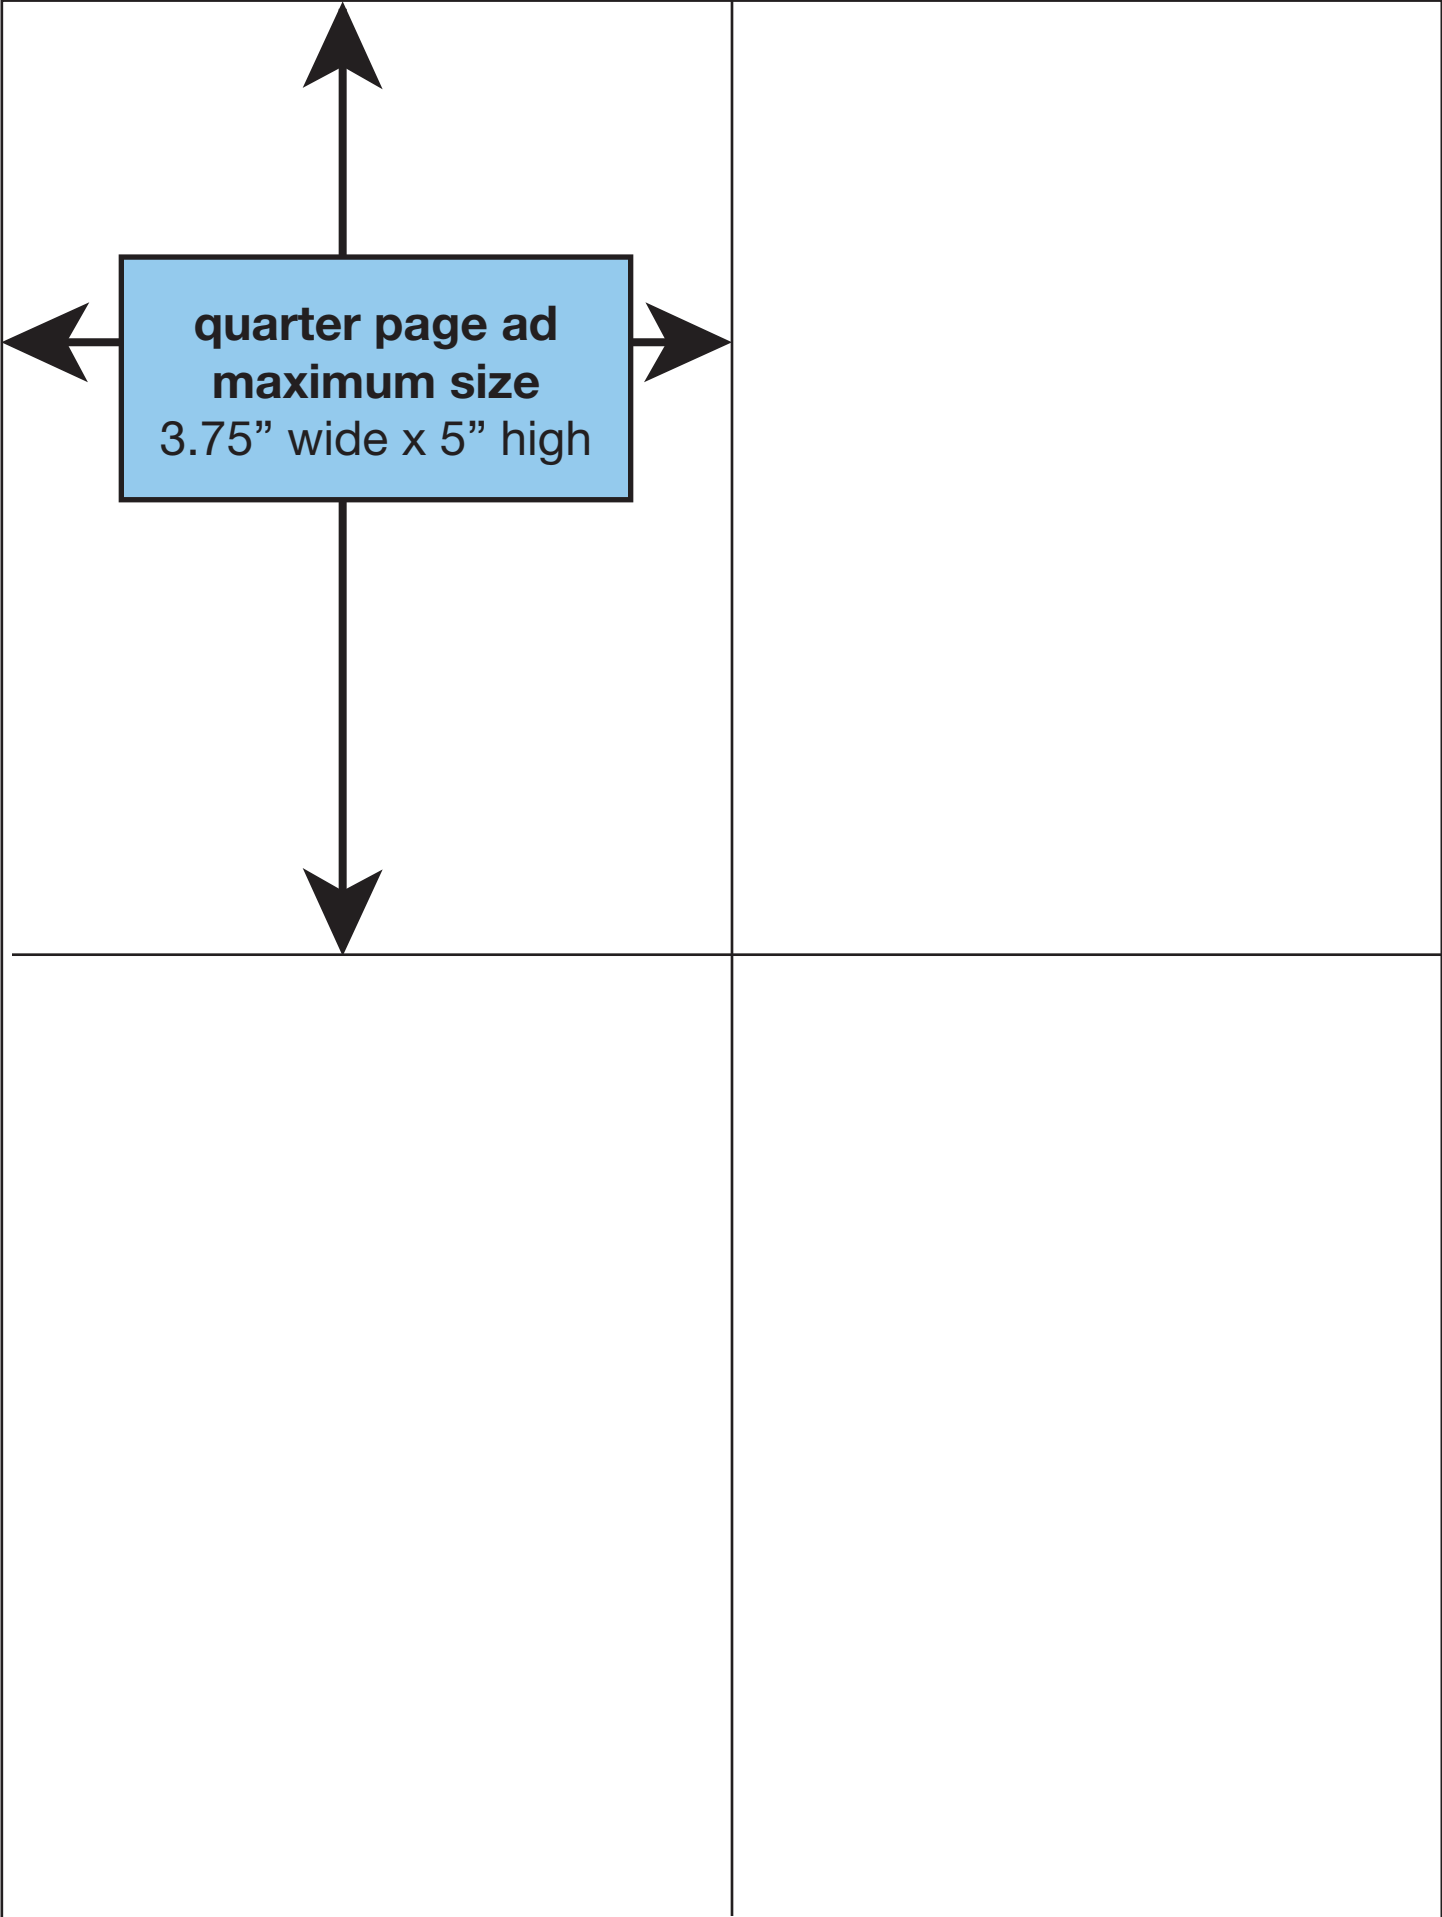 quarter page ad
maximum size
3.75” wide x 5” high